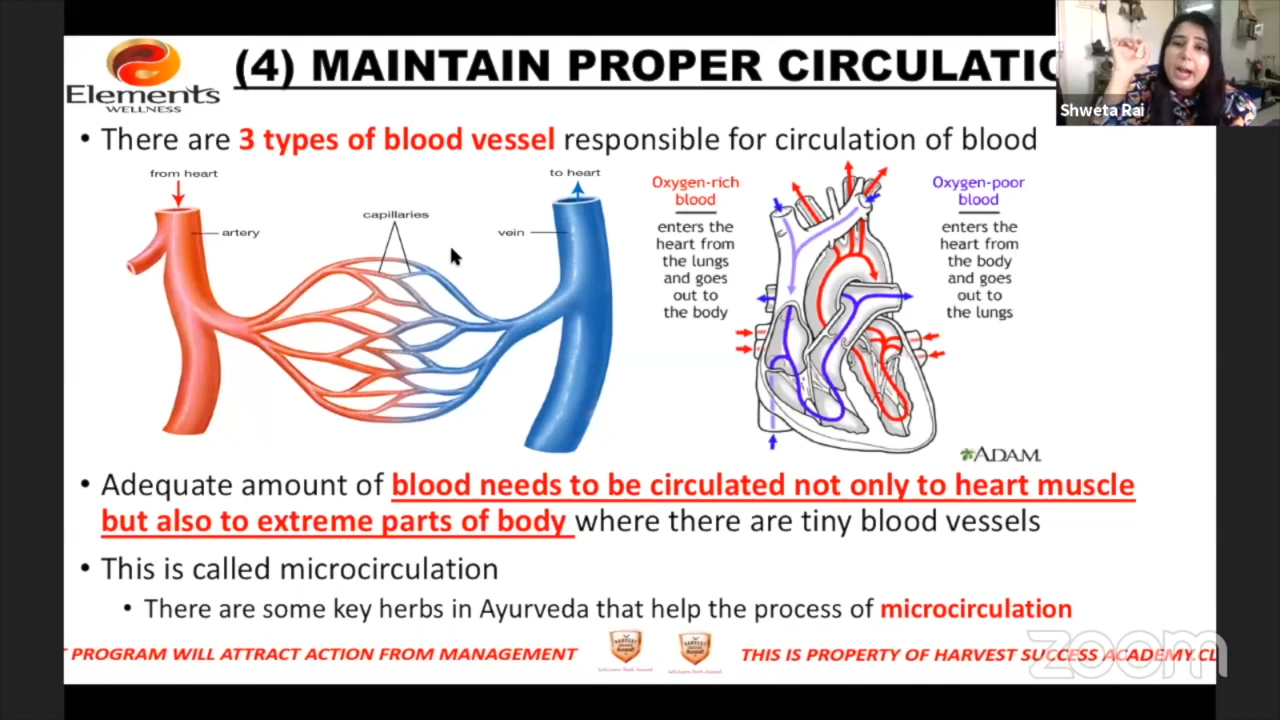 Elements
WELLNESS
(4) MAINTAIN PROPER CIRCULATIO
Shweta Rai
• There are 3 types of blood vessel responsible for circulation of blood
from heart
to heart
capillaries
artery
vein
Oxygen-rich
blood
enters the
heart from
the lungs
and goes
out to
the body
Oxygen-poor
blood
enters the
heart from
the body
and goes
out to
the lungs
ADAM.
• Adequate amount of blood needs to be circulated not only to heart muscle
but also to extreme parts of body where there are tiny blood vessels
• This is called microcirculation
• There are some key herbs in Ayurveda that help the process of microcirculation
PROGRAM WILL ATTRACT ACTION FROM MANAGEMENT
THIS IS PROPERTY OF HARVEST SUCCESS ACADEMY.CL
zoom